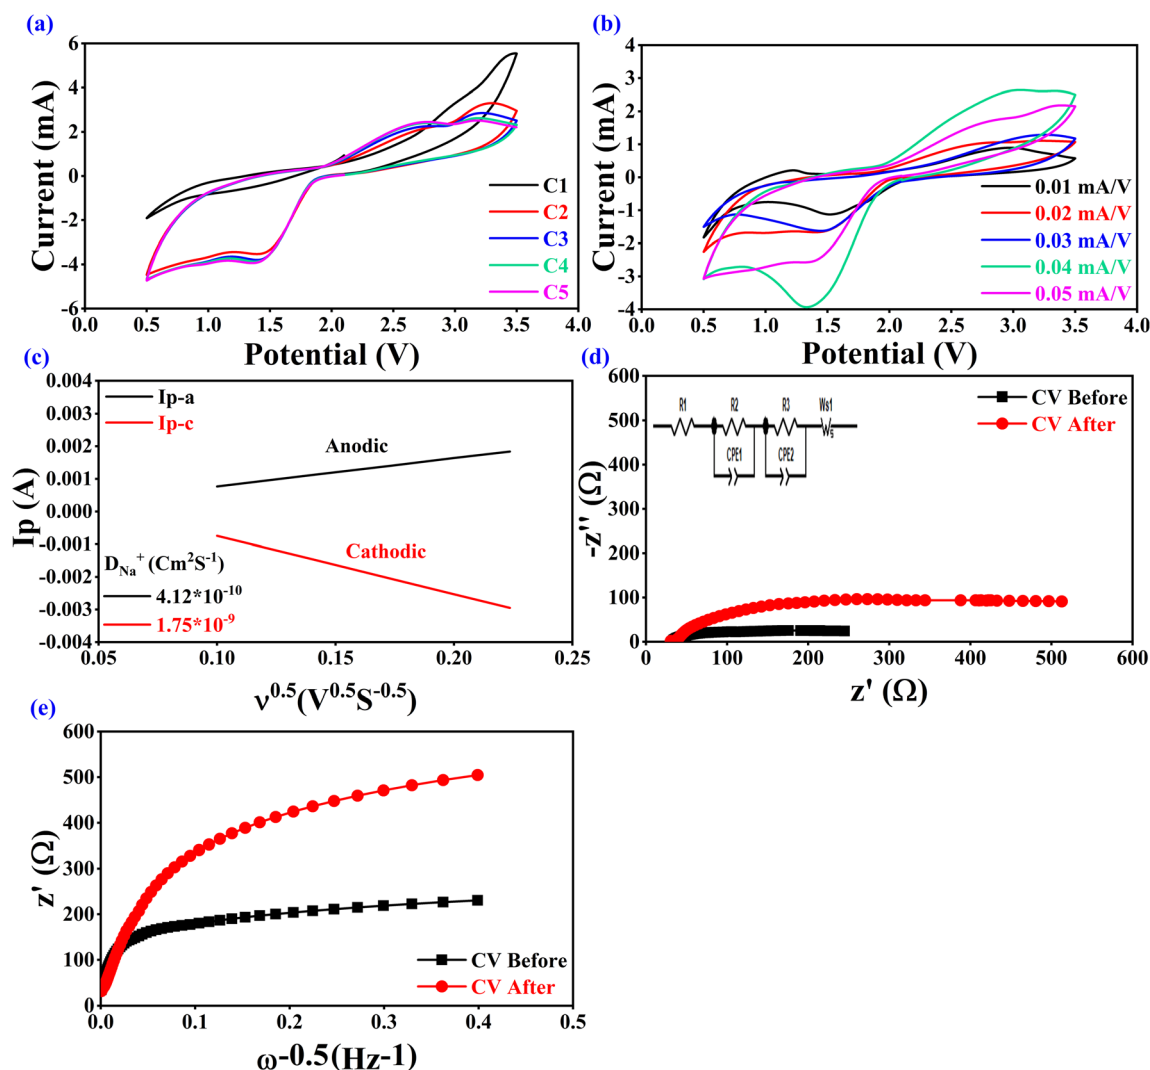 (a)
6
4
2
0
-2
-4
-6
Current (mA)
C1
C2
C3
C4
C5
0.0 0.5 1.0 1.5 2.0 2.5 3.0 3.5 4.0
Potential (V)
(b)
4
3
2
1
0
-1
-2
-3
-4
Current (mA)
0.01 mA/V
0.02 mA/V
0.03 mA/V
0.04 mA/V
0.05 mA/V
0.0 0.5 1.0 1.5 2.0 2.5 3.0 3.5 4.0
Potential (V)
(c)
0.004
0.003
0.002
0.001
0.000
-0.001
-0.002
-0.003
-0.004
Ip (A)
Ip-a
Ip-c
Anodic
Cathodic
D_Na⁺ (Cm²S⁻¹)
4.12*10⁻¹⁰
1.75*10⁻⁹
0.05 0.10 0.15 0.20 0.25
ν^0.5(V^0.5S^-0.5)
(d)
600
500
400
300
200
100
0
-z'' (Ω)
R1 R2 R3 Ws1
CPE1 CPE2
CV Before
CV After
0 100 200 300 400 500 600
z' (Ω)
(e)
600
500
400
300
200
100
0
z' (Ω)
CV Before
CV After
0.0 0.1 0.2 0.3 0.4 0.5
ω-0.5(Hz-1)